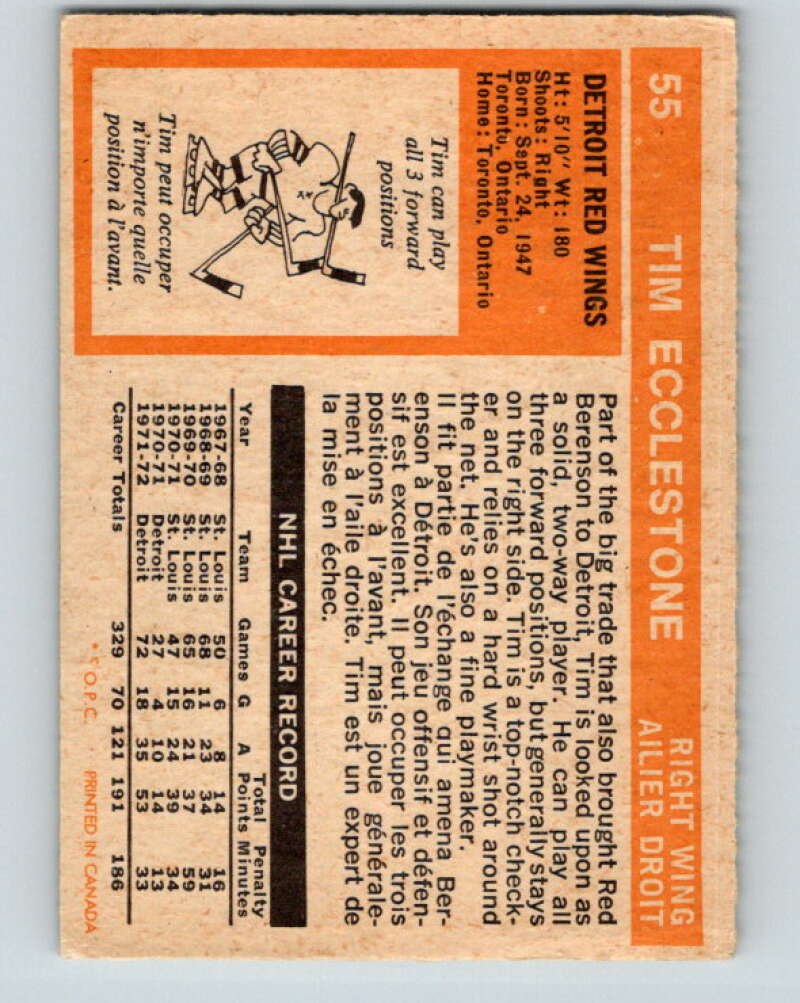 55 TIM ECCLESTONE RIGHT WING
AILIER DROIT
DETROIT RED WINGS
Ht: 5'10" Wt: 180
Shoots: Right
Born: Sept. 24, 1947
Toronto, Ontario
Home: Toronto, Ontario
Tim can play
all 3 forward
positions
Tim peut occuper
n'importe quelle
position à l'avant.
Part of the big trade that also brought Red
Berenson to Detroit, Tim is looked upon as
a solid, two-way player. He can play all
three forward positions, but generally stays
on the right side. Tim is a top-notch check-
er and relies on a hard wrist shot around
the net. He's also a fine playmaker.
Il fit partie de l'échange qui amena Ber-
enson à Détroit. Son jeu offensif et défen-
sif est excellent. Il peut occuper les trois
positions à l'avant, mais joue générale-
ment à l'aile droite. Tim est un expert de
la mise en échec.
NHL CAREER RECORD
Year Team Games G A Total Points Penalty Minutes
1967-68 St. Louis 50 6 8 14 16
1968-69 St. Louis 68 11 23 34 31
1969-70 St. Louis 65 16 21 37 59
1970-71 St. Louis 47 15 24 39 34
1970-71 Detroit 27 4 10 14 13
1971-72 Detroit 72 18 35 53 33
Career Totals 329 70 121 191 186
O.P.C. PRINTED IN CANADA